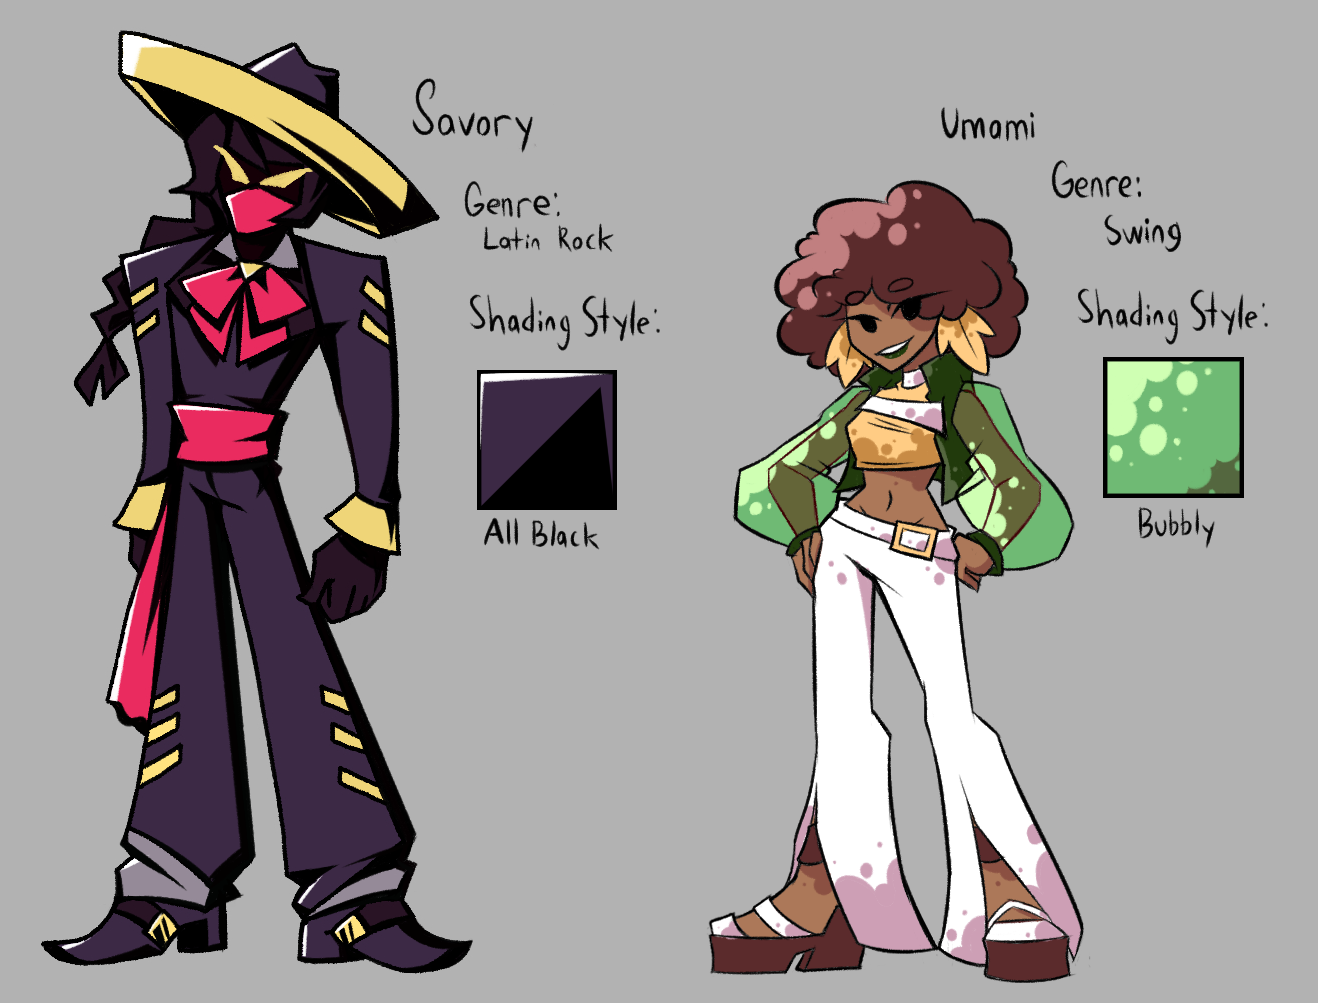 Savory
Genre:
Latin Rock
Shading Style:
All Black
Umami
Genre:
Swing
Shading Style:
Bubbly